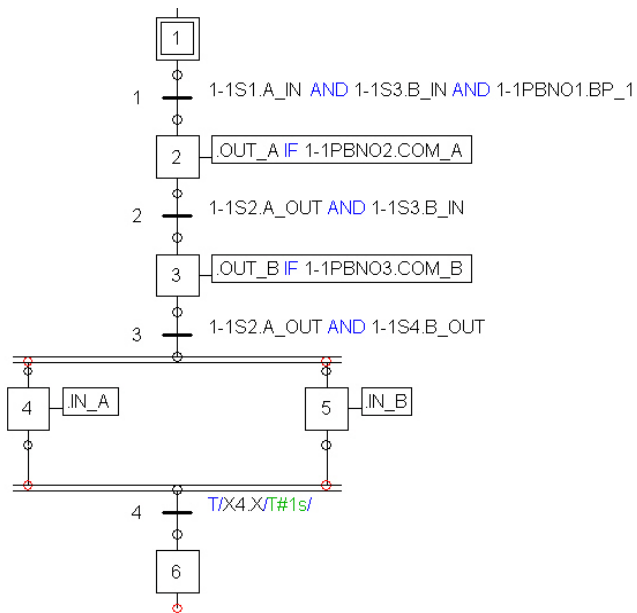 1
1 1-1S1.A_IN AND 1-1S3.B_IN AND 1-1PBNO1.BP_1
2 .OUT_A IF 1-1PBNO2.COM_A
2 1-1S2.A_OUT AND 1-1S3.B_IN
3 .OUT_B IF 1-1PBNO3.COM_B
3 1-1S2.A_OUT AND 1-1S4.B_OUT
4 .IN_A 5 .IN_B
4 T/X4.X/T#1s/
6